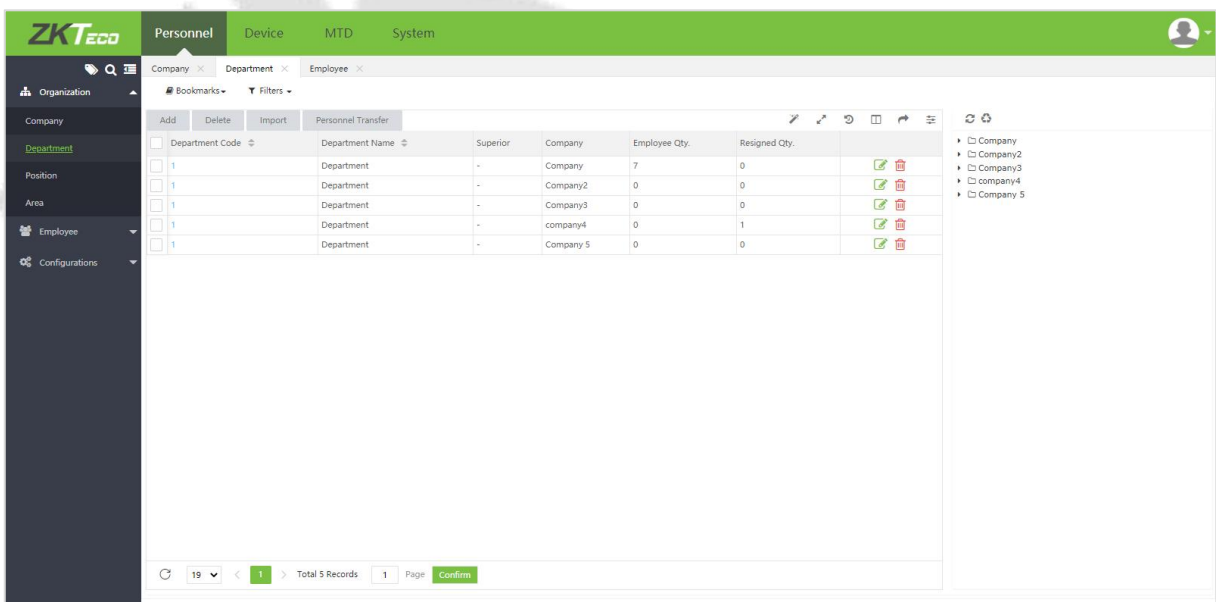 ZKTeco Personnel Device MTD System
Company Department Employee
Organization Bookmarks Filters
Company Add Delete Import Personnel Transfer
Department Code Department Name Superior Company Employee Qty. Resigned Qty. Company
Department Company2
1 Department - Company 7 0 Company3
Position company4
1 Department - Company2 0 0 Company 5
Area 1 Department - Company3 0 0
Employee 1 Department - company4 0 1
1 Department - Company 5 0 0
Configurations
19 1 Total 5 Records 1 Page Confirm